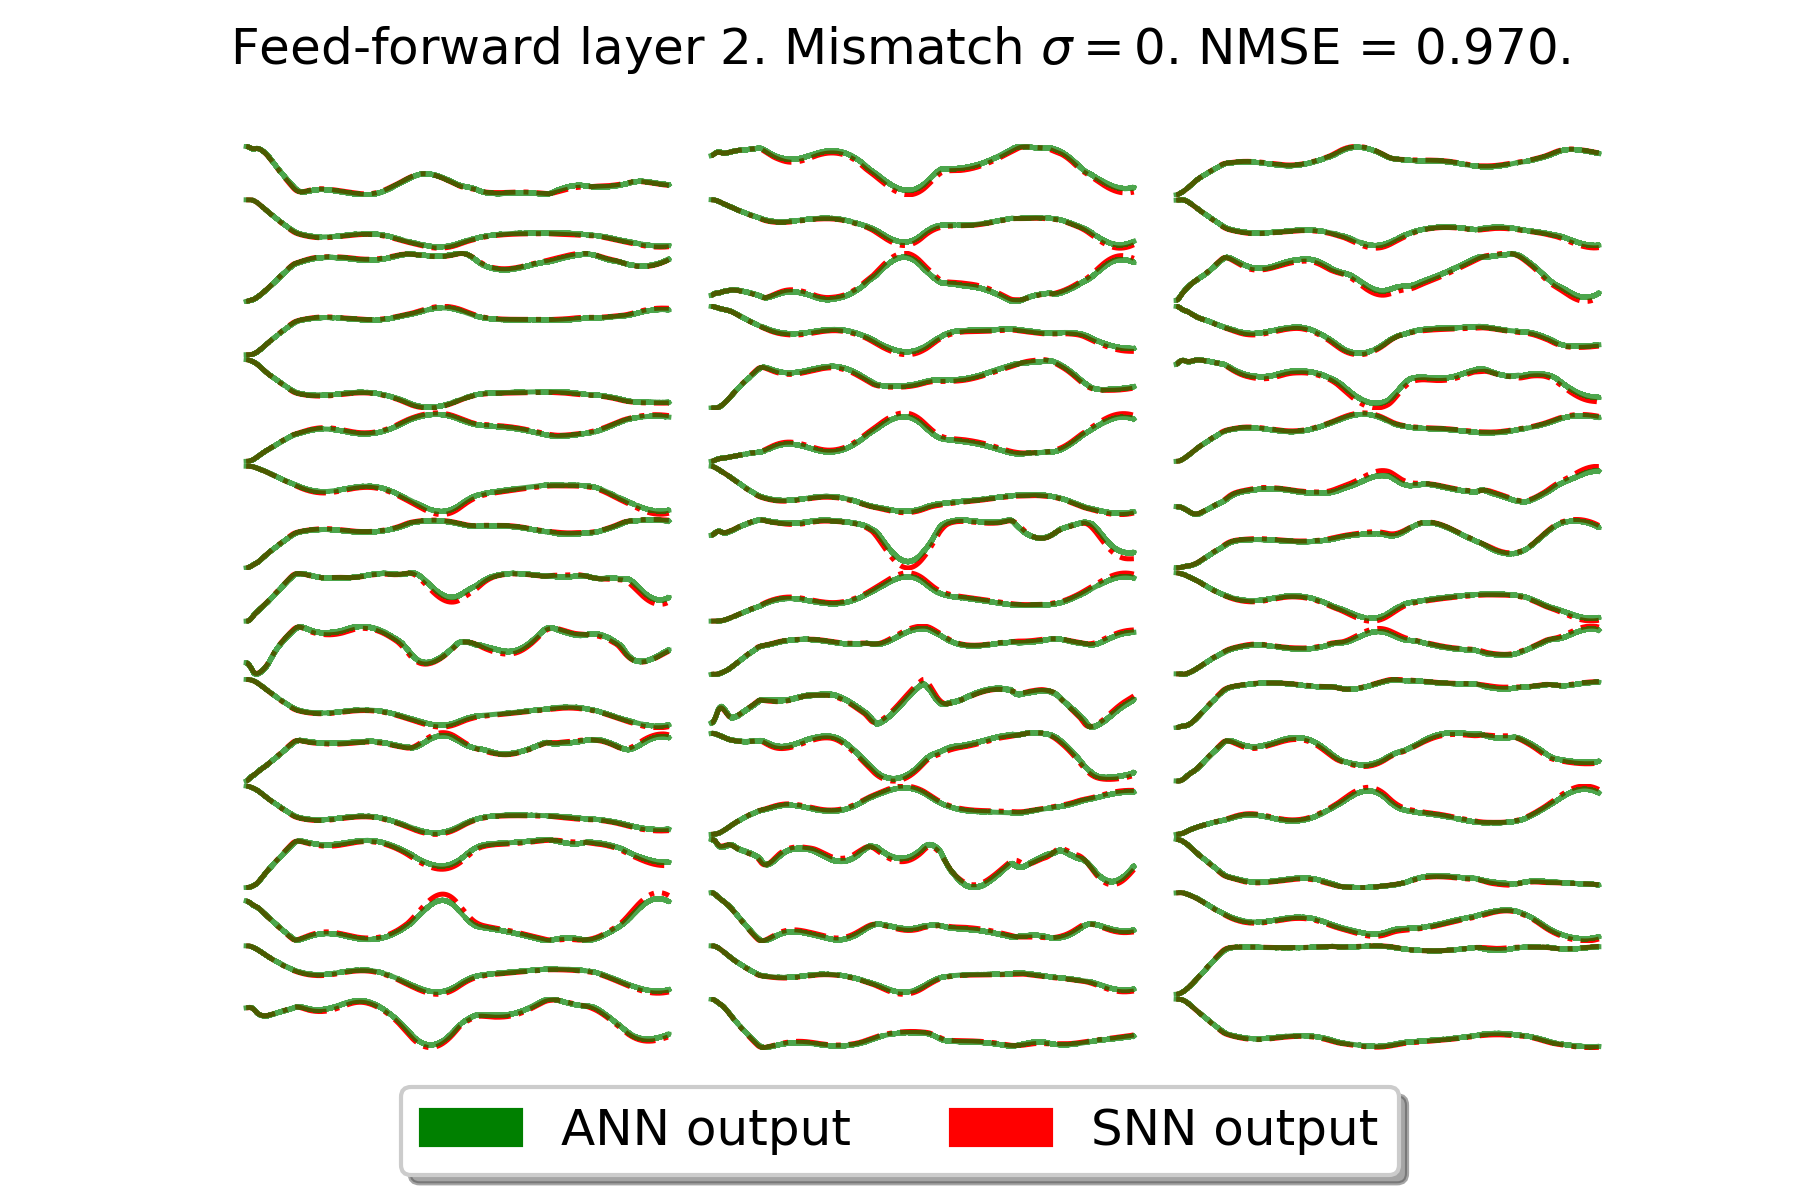 Feed-forward layer 2. Mismatch σ = 0. NMSE = 0.970.
ANN output
SNN output